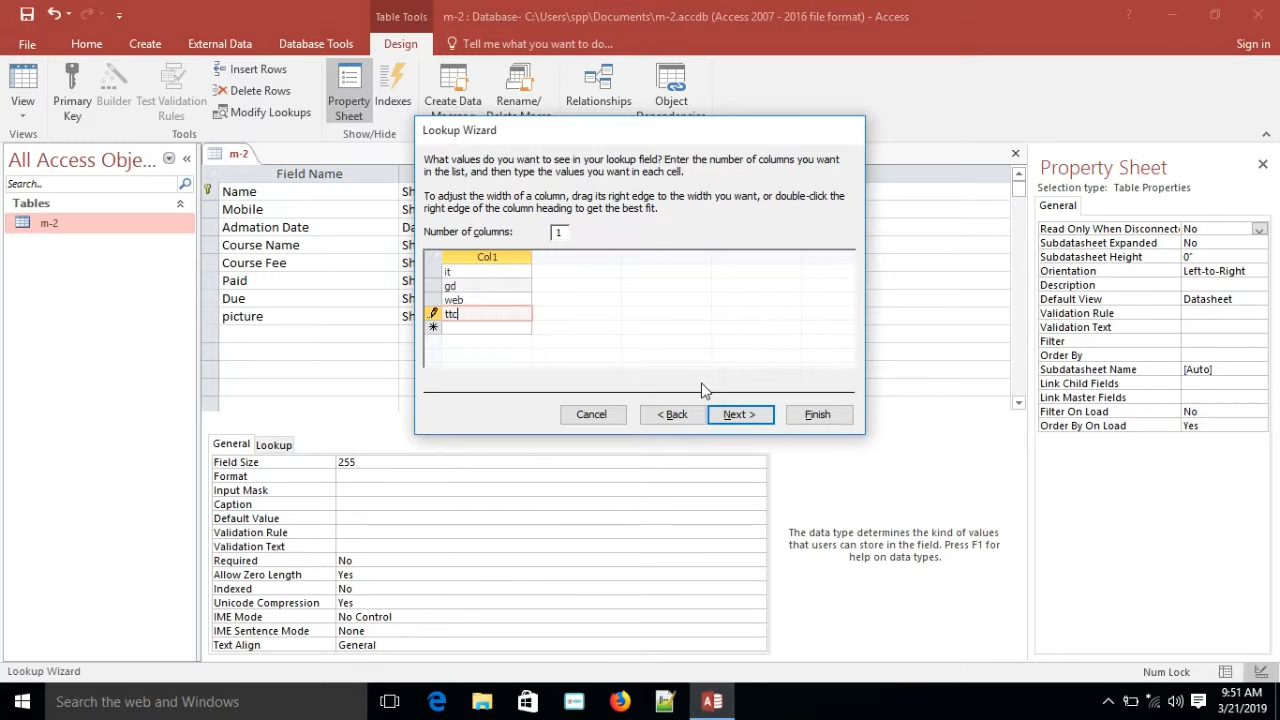 Table Tools
m-2 : Database- C:\Users\spp\Documents\m-2.accdb (Access 2007 - 2016 file format) - Access
?
File
Home
Create
External Data
Database Tools
Design
Tell me what you want to do...
Sign in
View
Primary Key
Builder
Test Validation Rules
Insert Rows
Delete Rows
Modify Lookups
Property Sheet
Indexes
Create Data
Rename/
Relationships
Object
Views
Tools
Show/Hide
All Access Obje...
Search...
Tables
m-2
m-2
Field Name
Name
Mobile
Admation Date
Course Name
Course Fee
Paid
Due
picture
Sh
Sh
Da
Sh
Sh
Sh
Sh
Sh
Lookup Wizard
What values do you want to see in your lookup field? Enter the number of columns you want
in the list, and then type the values you want in each cell.
To adjust the width of a column, drag its right edge to the width you want, or double-click the
right edge of the column heading to get the best fit.
Number of columns: 1
Col1
it
gd
web
ttc
Cancel
< Back
Next >
Finish
Property Sheet
Selection type: Table Properties
General
Read Only When Disconnect No
Subdatasheet Expanded No
Subdatasheet Height 0"
Orientation Left-to-Right
Description
Default View Datasheet
Validation Rule
Validation Text
Filter
Order By
Subdatasheet Name [Auto]
Link Child Fields
Link Master Fields
Filter On Load No
Order By On Load Yes
General Lookup
Field Size 255
Format
Input Mask
Caption
Default Value
Validation Rule
Validation Text
Required No
Allow Zero Length Yes
Indexed No
Unicode Compression Yes
IME Mode No Control
IME Sentence Mode None
Text Align General
The data type determines the kind of values
that users can store in the field. Press F1 for
help on data types.
Lookup Wizard
Num Lock
Search the web and Windows
9:51 AM
3/21/2019